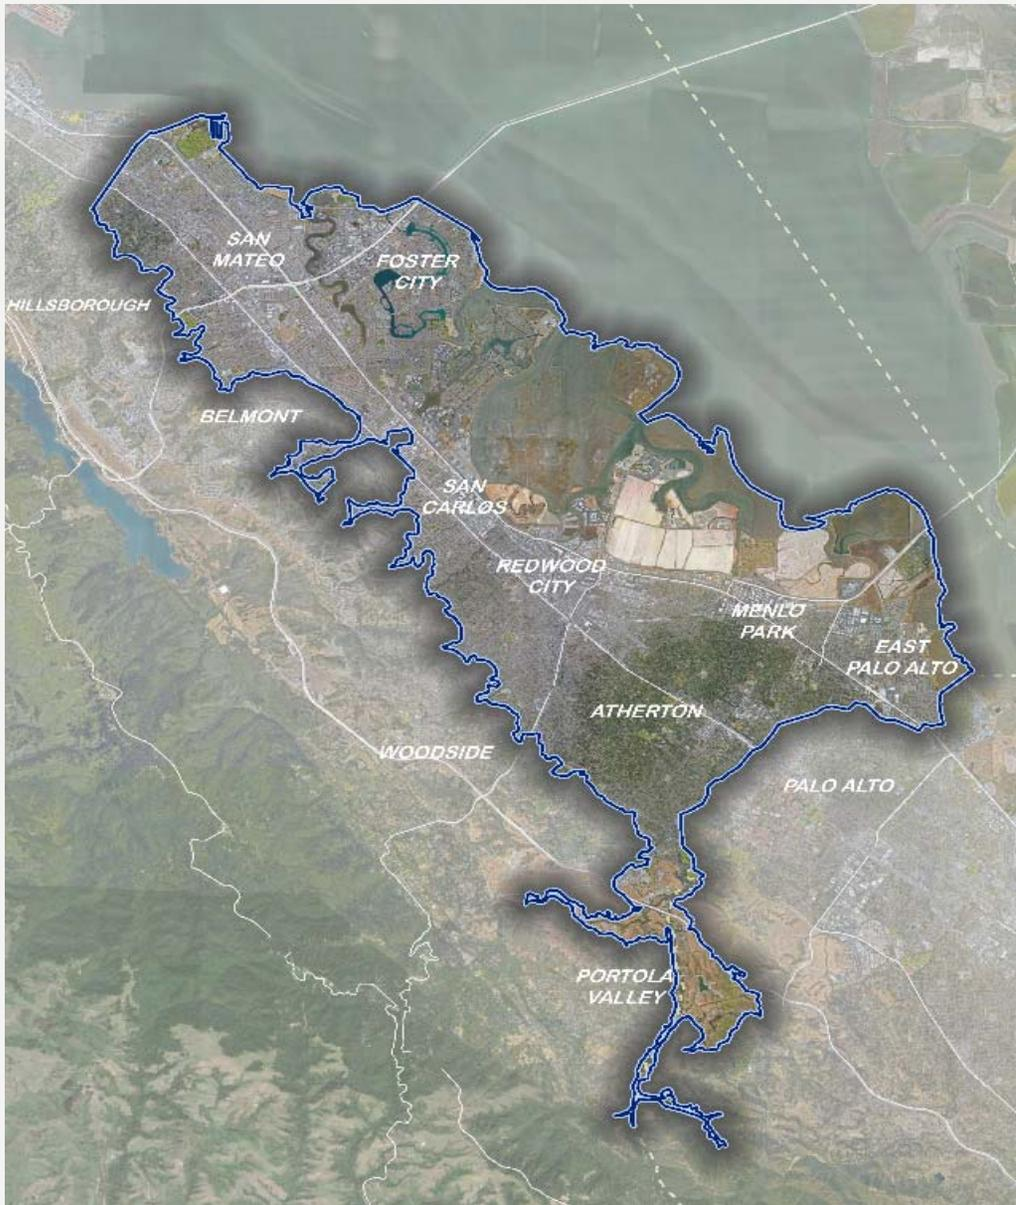 SAN
MATEO
FOSTER
CITY
HILLSBOROUGH
BELMONT
SAN
CARLOS
REDWOOD
CITY
MENLO
PARK
EAST
PALO ALTO
ATHERTON
WOODSIDE
PALO ALTO
PORTOLA
VALLEY